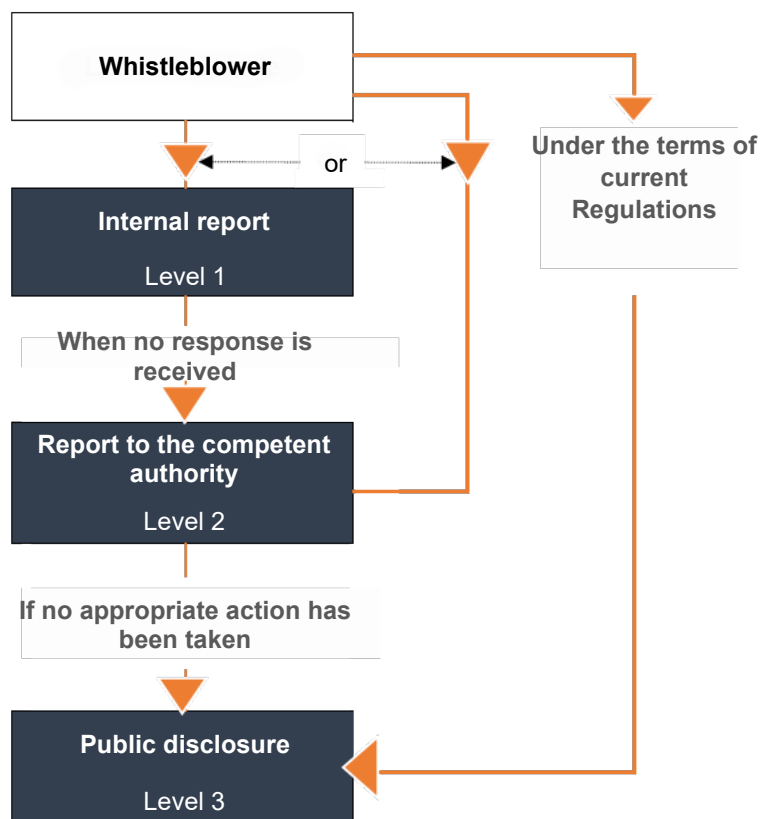 Whistleblower
or
Under the terms of
current
Regulations
Internal report
Level 1
When no response is
received
Report to the competent
authority
Level 2
If no appropriate action has
been taken
Public disclosure
Level 3